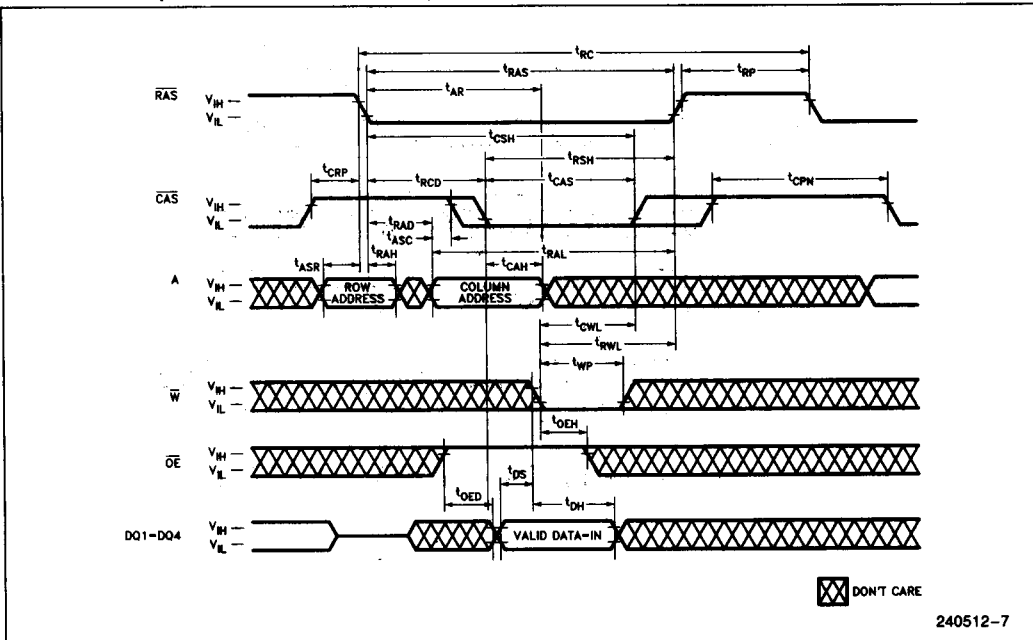 tRC
tRAS
tRP
tAR
RAS
VIH
VIL
tCSH
tRSH
tCRP
tRCD
tCAS
tCPN
CAS
VIH
VIL
tRAD
tASC
tRAL
tASR
tRAH
tCAH
A
VIH
VIL
ROW ADDRESS
COLUMN ADDRESS
tCWL
tRWL
tWP
W
VIH
VIL
tOEH
OE
VIH
VIL
tDS
tOED
tDH
DQ1-DQ4
VIH
VIL
VALID DATA-IN
DON'T CARE
240512-7